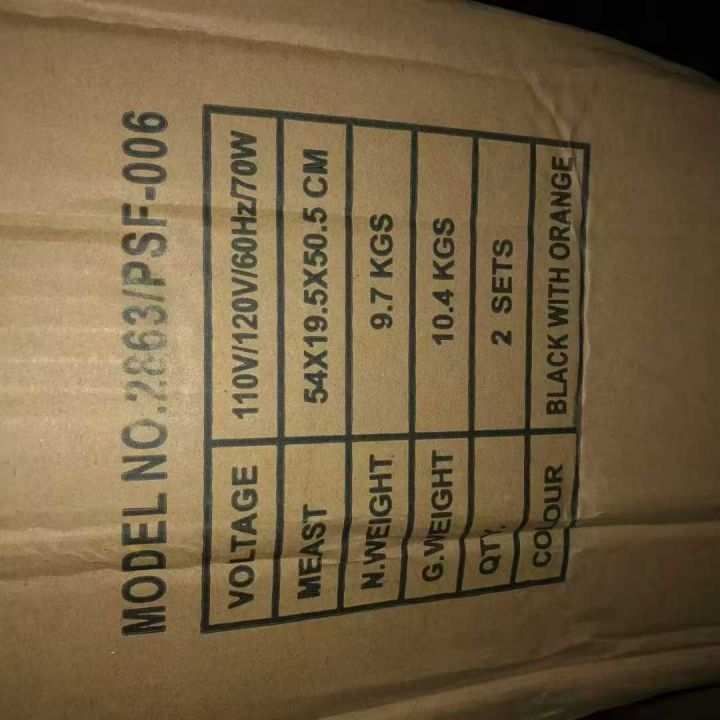 MODEL NO.2863/PSF-006
VOLTAGE 110V/120V/60Hz/70W
MEAST 54X19.5X50.5 CM
N.WEIGHT 9.7 KGS
G.WEIGHT 10.4 KGS
QTY. 2 SETS
COLOUR BLACK WITH ORANGE